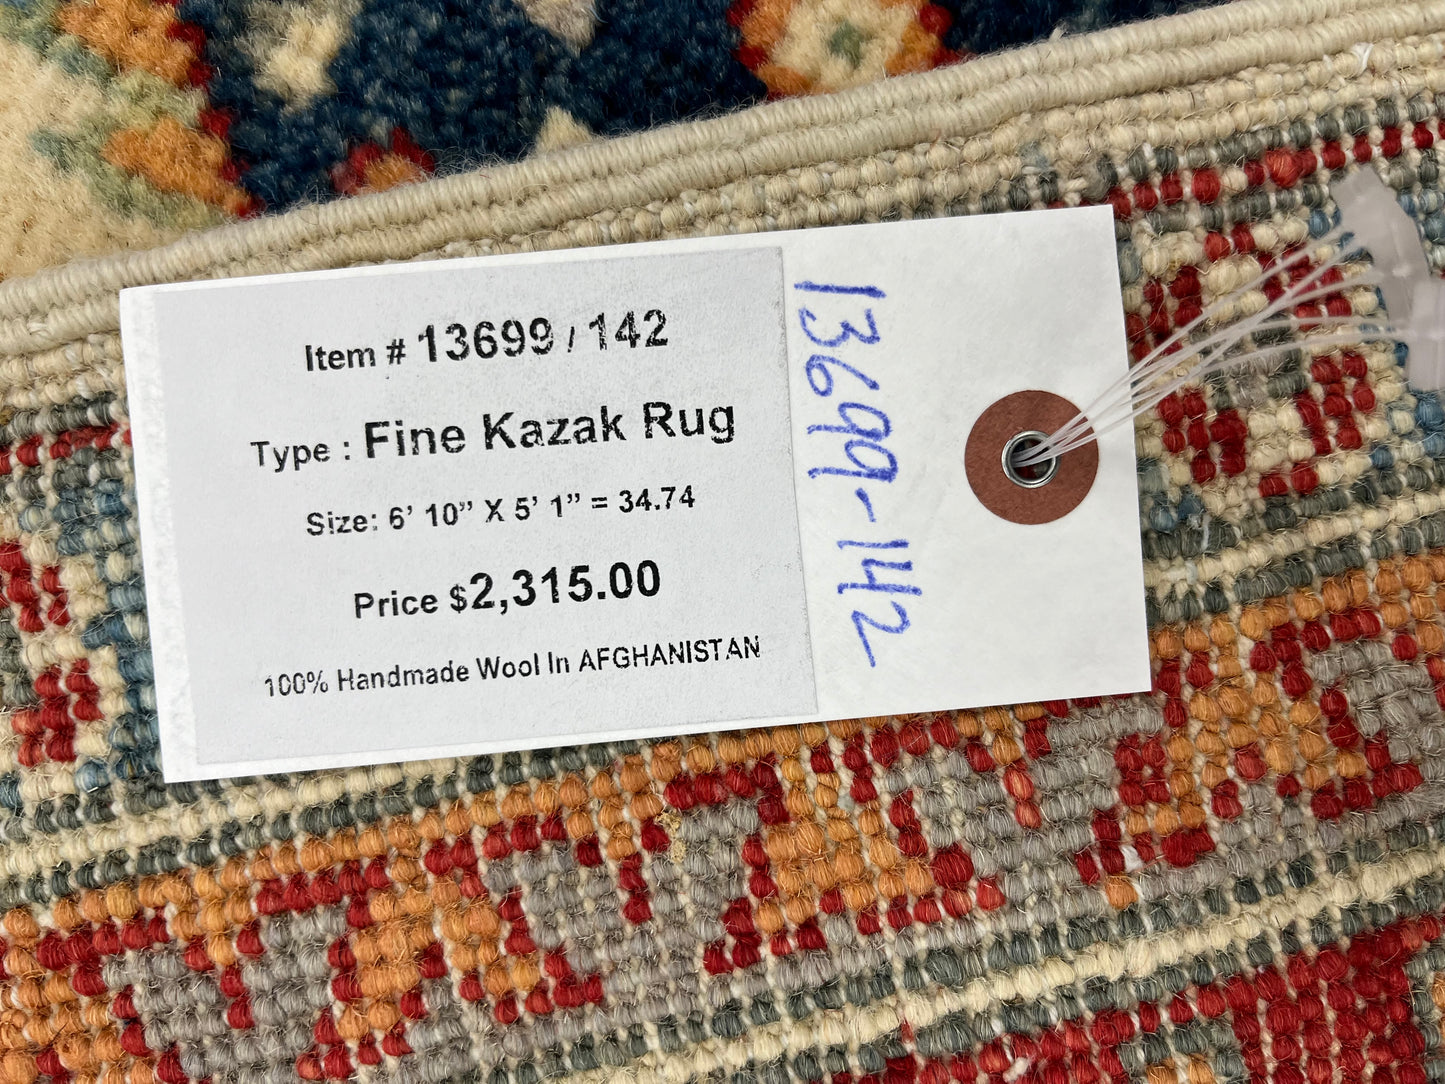 Item # 13699 / 142
Type : Fine Kazak Rug
Size: 6’ 10” X 5’ 1” = 34.74
Price $2,315.00
100% Handmade Wool In AFGHANISTAN
13699-142